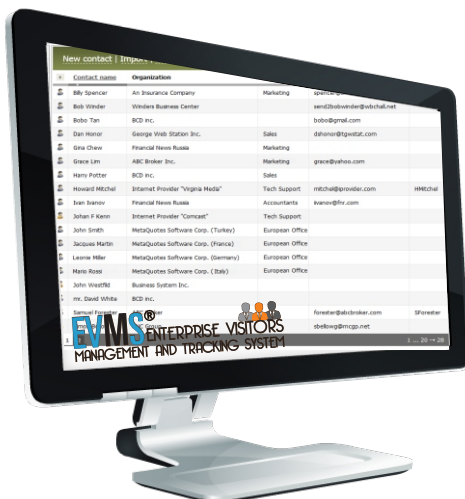 New contact | Import
Contact name Organization
Billy Spencer An Insurance Company Marketing
Bob Winder Winders Business Center send2bobwinder@wbchall.net
Bobo Tan BCD inc. bobo@gmail.com
Dan Honor George Web Station Inc. Sales dshonor@tgwstat.com
Gina Chew Financial News Russia Marketing
Grace Lim ABC Broker Inc. Marketing grace@yahoo.com
Harry Potter BCD inc. Sales
Howard Mitchel Internet Provider "Virginia Media" Tech Support mitchel@provider.com HMitchel
Ivan Ivanov Financial News Russia Accountants ivanov@fnr.com
Johan F Kenn Internet Provider "Comcast" Tech Support
John Smith MetaQuotes Software Corp. (Turkey) European Office
Jacques Martin MetaQuotes Software Corp. (France) European Office
Leonie Miller MetaQuotes Software Corp. (Germany) European Office
Mario Rossi MetaQuotes Software Corp. (Italy) European Office
John Westfild Business System Inc.
mr. David White BCD inc.
Samuel Forester forester@abcbroker.com SForester
sbellowg@mcgp.net
1 ... 20 → 28
EVMS® ENTERPRISE VISITORS
MANAGEMENT AND TRACKING SYSTEM